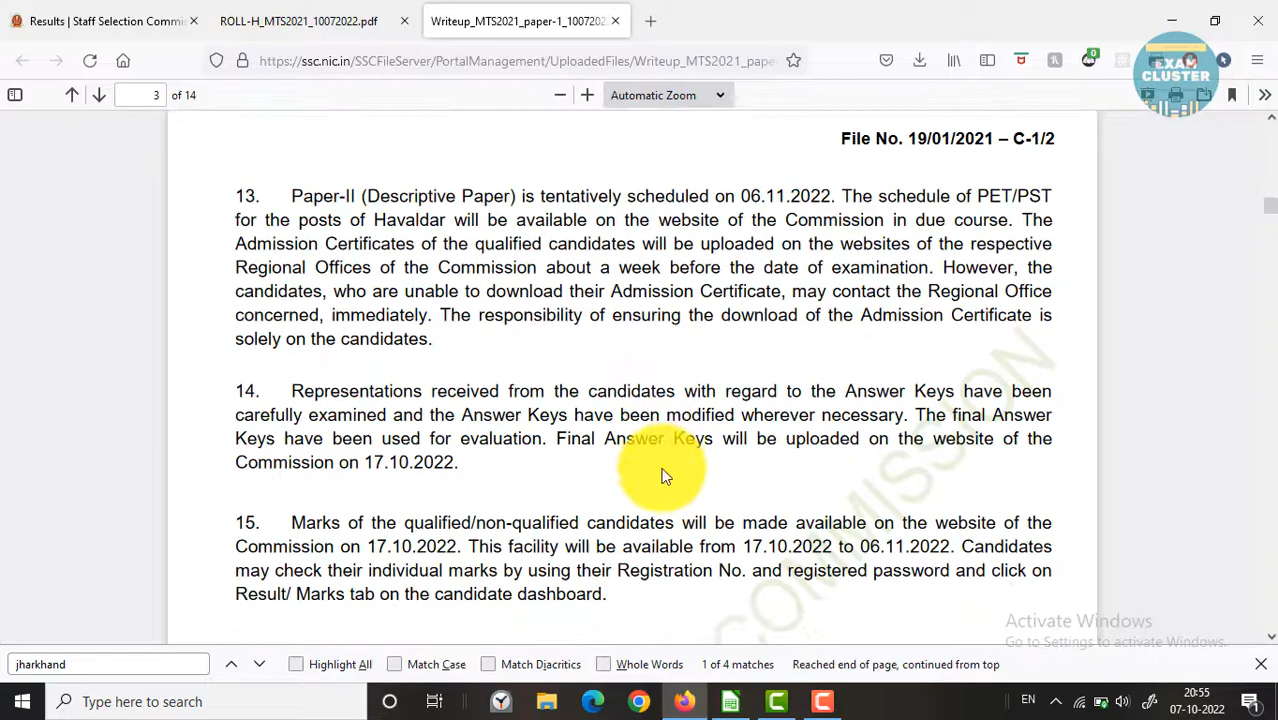 Results | Staff Selection Commis
ROLL-H_MTS2021_10072022.pdf
Writeup_MTS2021_paper-1_100720
https://ssc.nic.in/SSCFileServer/PortalManagement/UploadedFiles/Writeup_MTS2021_paper-
EXAM
CLUSTER
3 of 14
Automatic Zoom
File No. 19/01/2021 – C-1/2
13. Paper-II (Descriptive Paper) is tentatively scheduled on 06.11.2022. The schedule of PET/PST
for the posts of Havaldar will be available on the website of the Commission in due course. The
Admission Certificates of the qualified candidates will be uploaded on the websites of the respective
Regional Offices of the Commission about a week before the date of examination. However, the
candidates, who are unable to download their Admission Certificate, may contact the Regional Office
concerned, immediately. The responsibility of ensuring the download of the Admission Certificate is
solely on the candidates.
14. Representations received from the candidates with regard to the Answer Keys have been
carefully examined and the Answer Keys have been modified wherever necessary. The final Answer
Keys have been used for evaluation. Final Answer Keys will be uploaded on the website of the
Commission on 17.10.2022.
15. Marks of the qualified/non-qualified candidates will be made available on the website of the
Commission on 17.10.2022. This facility will be available from 17.10.2022 to 06.11.2022. Candidates
may check their individual marks by using their Registration No. and registered password and click on
Result/ Marks tab on the candidate dashboard.
COMMISSION
Activate Windows
Go to Settings to activate Windows.
jharkhand
Highlight All
Match Case
Match Diacritics
Whole Words
1 of 4 matches
Reached end of page, continued from top
Type here to search
EN
20:55
07-10-2022
1